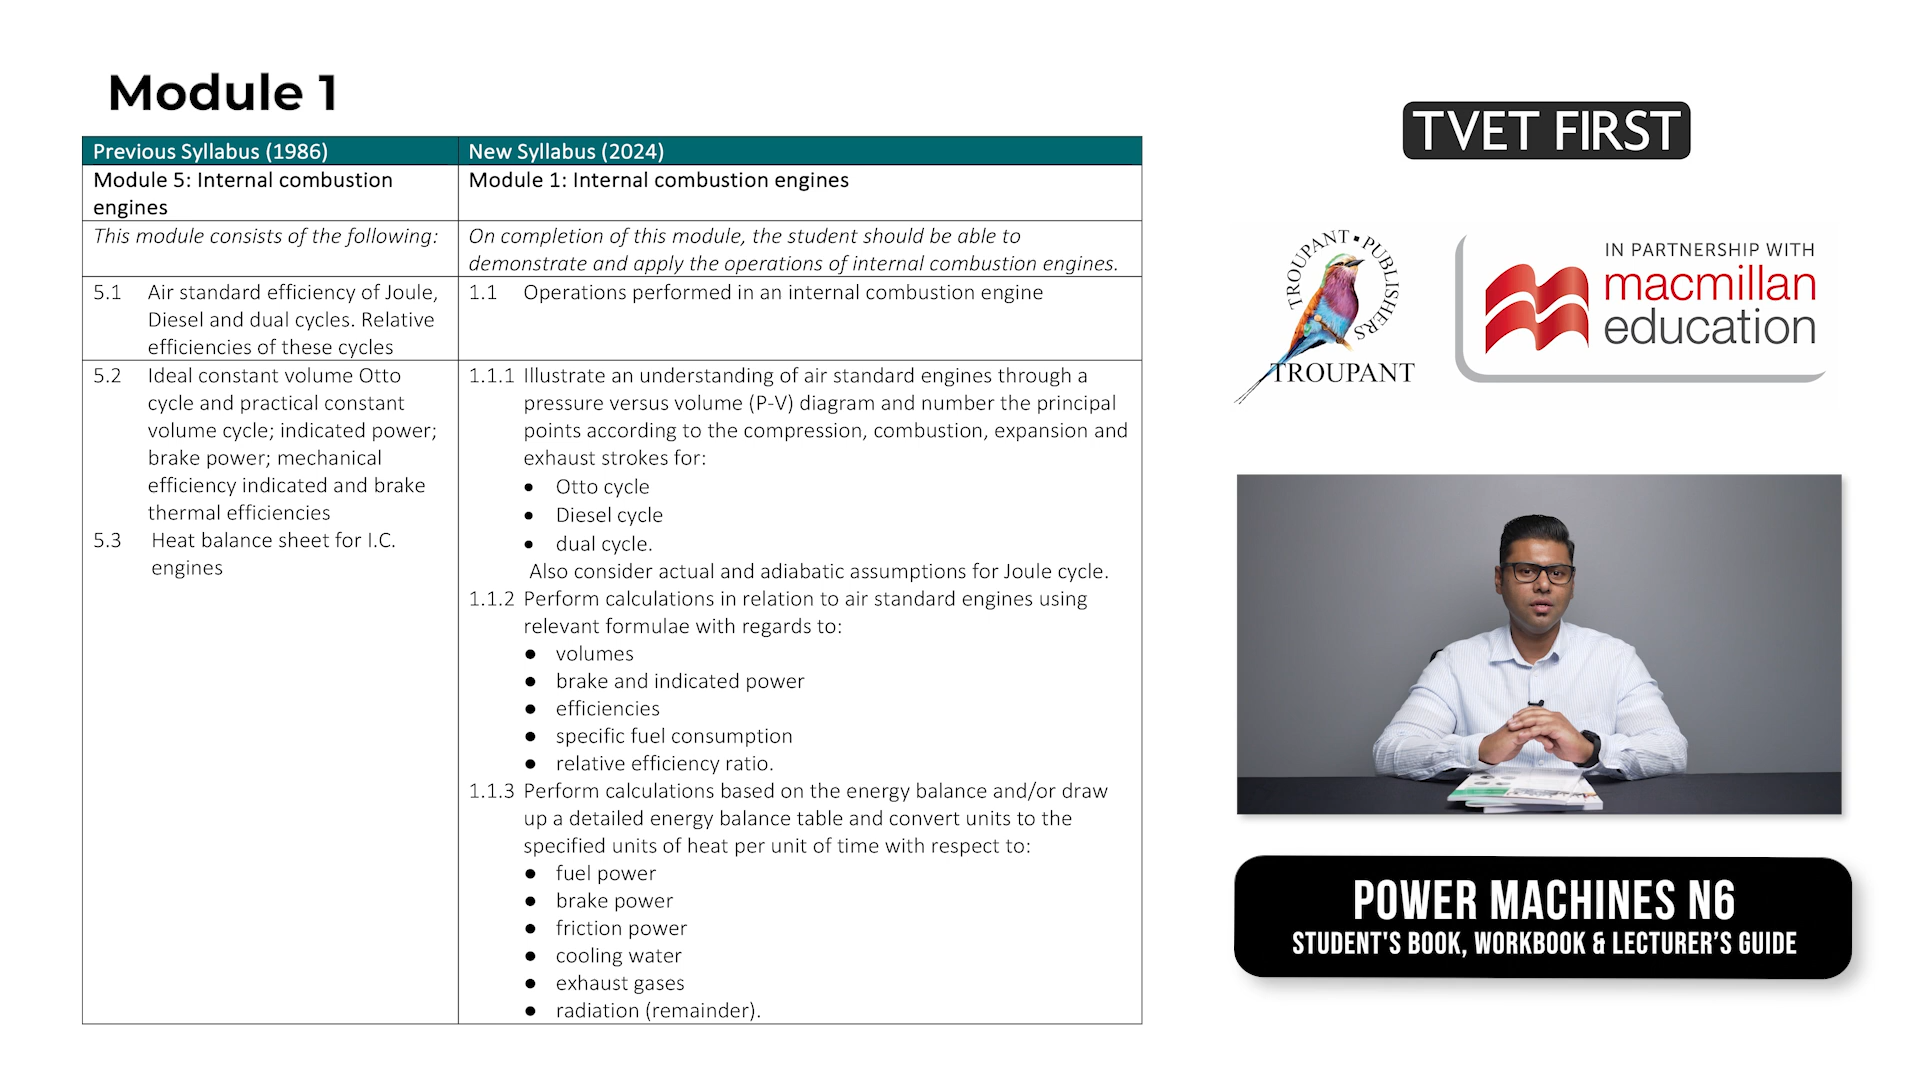 Module 1
Previous Syllabus (1986)
New Syllabus (2024)
Module 5: Internal combustion
engines
Module 1: Internal combustion engines
This module consists of the following:
On completion of this module, the student should be able to
demonstrate and apply the operations of internal combustion engines.
5.1 Air standard efficiency of Joule,
Diesel and dual cycles. Relative
efficiencies of these cycles
1.1 Operations performed in an internal combustion engine
5.2 Ideal constant volume Otto
cycle and practical constant
volume cycle; indicated power;
brake power; mechanical
efficiency indicated and brake
thermal efficiencies
5.3 Heat balance sheet for I.C.
engines
1.1.1 Illustrate an understanding of air standard engines through a
pressure versus volume (P-V) diagram and number the principal
points according to the compression, combustion, expansion and
exhaust strokes for:
• Otto cycle
• Diesel cycle
• dual cycle.
Also consider actual and adiabatic assumptions for Joule cycle.
1.1.2 Perform calculations in relation to air standard engines using
relevant formulae with regards to:
● volumes
● brake and indicated power
● efficiencies
● specific fuel consumption
● relative efficiency ratio.
1.1.3 Perform calculations based on the energy balance and/or draw
up a detailed energy balance table and convert units to the
specified units of heat per unit of time with respect to:
● fuel power
● brake power
● friction power
● cooling water
● exhaust gases
● radiation (remainder).
TVET FIRST
TROUPANT ▪ PUBLISHERS
TROUPANT
IN PARTNERSHIP WITH
macmillan
education
POWER MACHINES N6
STUDENT'S BOOK, WORKBOOK & LECTURER’S GUIDE